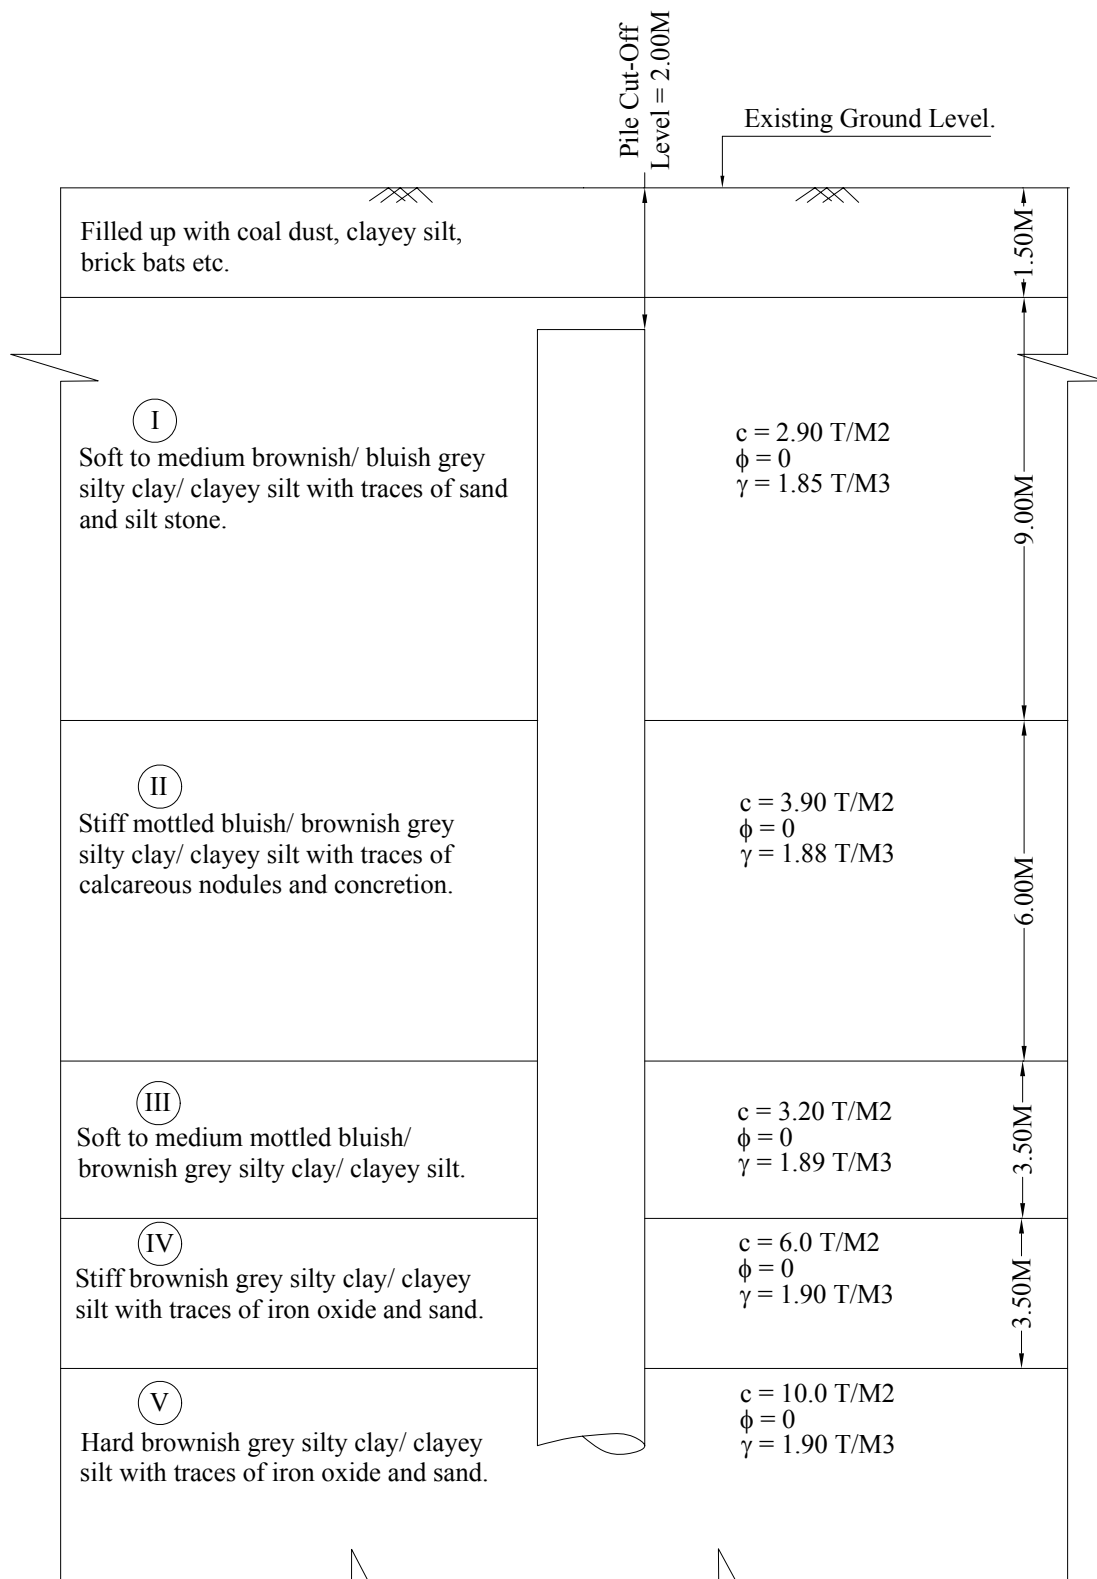 Pile Cut-Off
Level = 2.00M
Existing Ground Level.
Filled up with coal dust, clayey silt,
brick bats etc.
1.50M
I
Soft to medium brownish/ bluish grey
silty clay/ clayey silt with traces of sand
and silt stone.
c = 2.90 T/M2
ϕ = 0
γ = 1.85 T/M3
9.00M
II
Stiff mottled bluish/ brownish grey
silty clay/ clayey silt with traces of
calcareous nodules and concretion.
c = 3.90 T/M2
ϕ = 0
γ = 1.88 T/M3
6.00M
III
Soft to medium mottled bluish/
brownish grey silty clay/ clayey silt.
c = 3.20 T/M2
ϕ = 0
γ = 1.89 T/M3
3.50M
IV
Stiff brownish grey silty clay/ clayey
silt with traces of iron oxide and sand.
c = 6.0 T/M2
ϕ = 0
γ = 1.90 T/M3
3.50M
V
Hard brownish grey silty clay/ clayey
silt with traces of iron oxide and sand.
c = 10.0 T/M2
ϕ = 0
γ = 1.90 T/M3